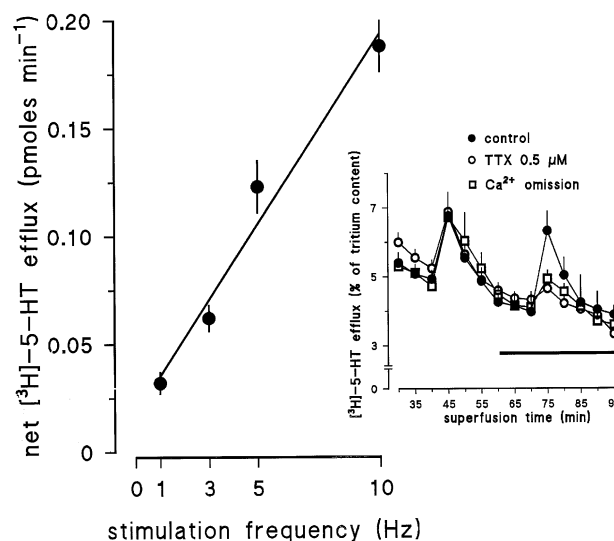 net [³H]-5-HT efflux (pmoles min⁻¹)
0.20
0.15
0.10
0.05
0
0 1 3 5 10
stimulation frequency (Hz)
● control
○ TTX 0.5 µM
□ Ca²⁺ omission
[³H]-5-HT efflux (% of tritium content)
7
5
3
0
35 45 55 65 75 85 9
superfusion time (min)